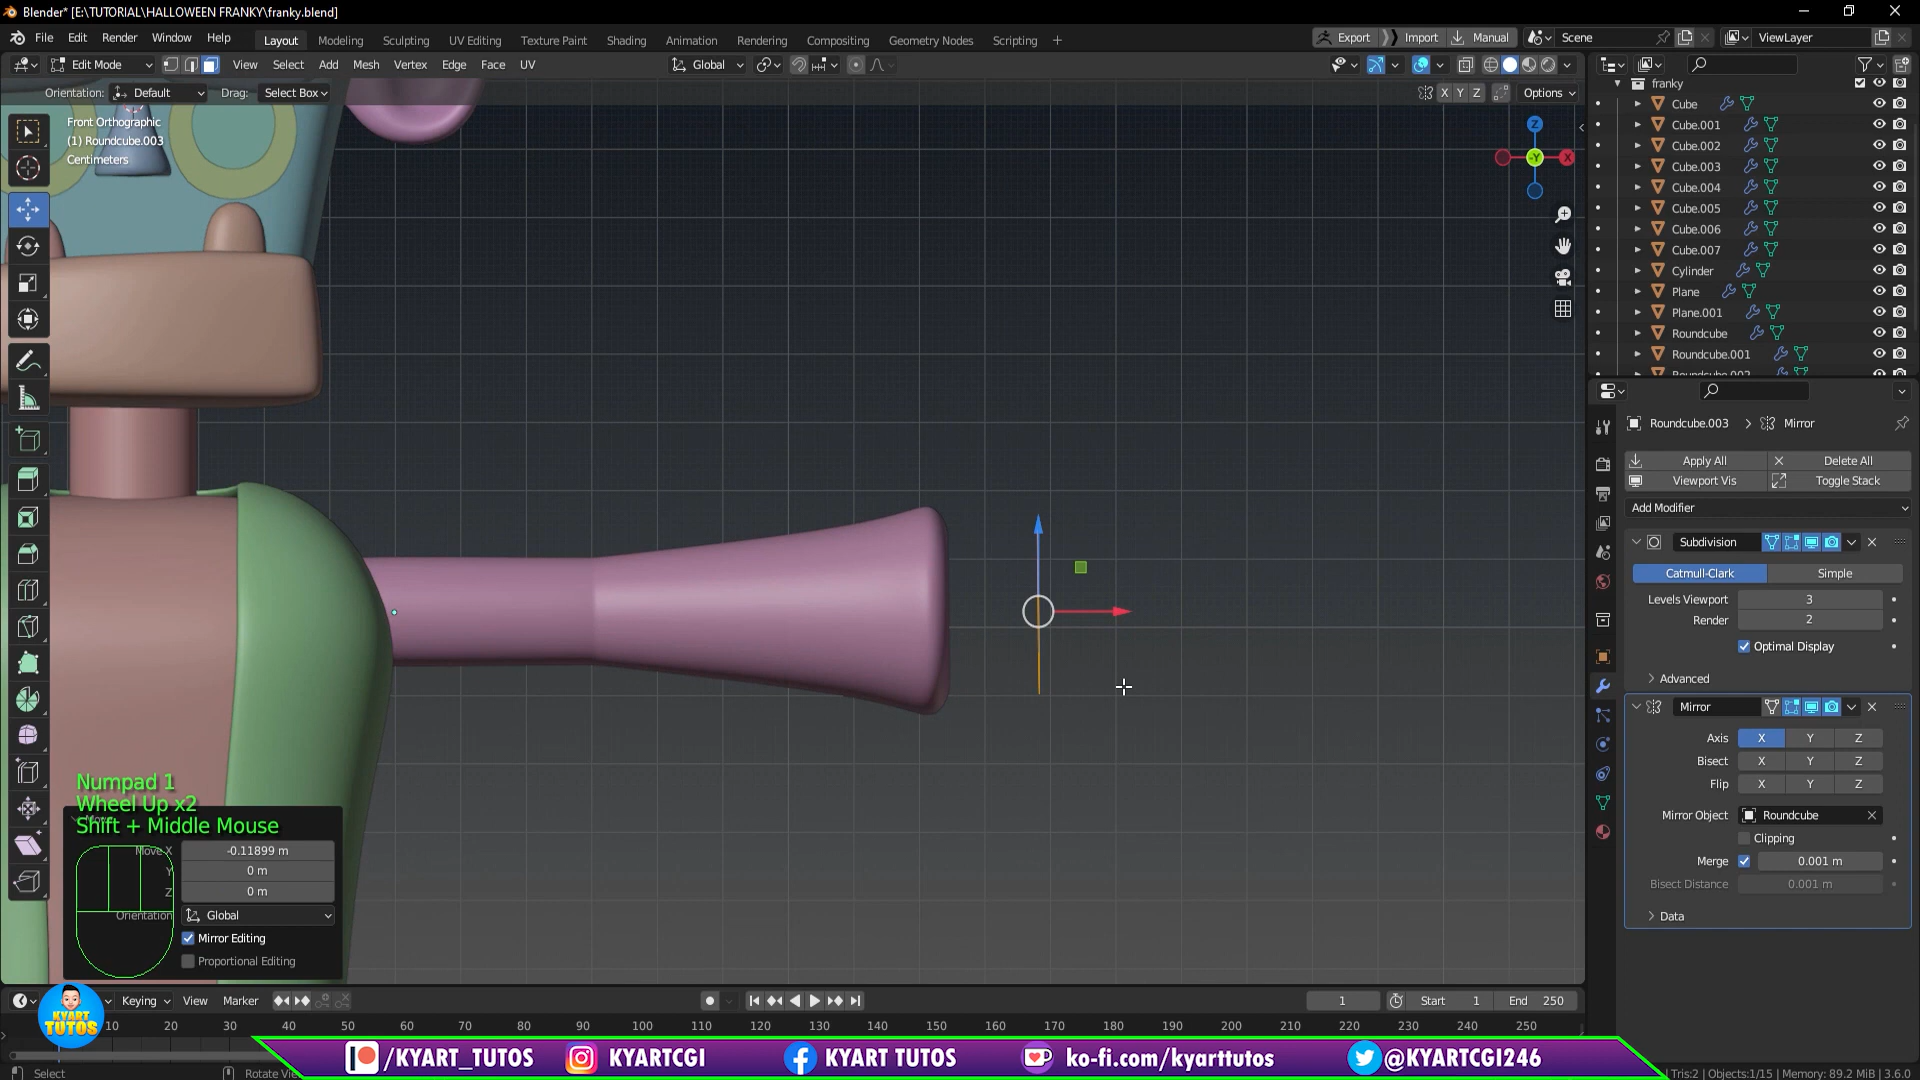 Blender* [E:\TUTORIAL\HALLOWEEN FRANKY\franky.blend]
File Edit Render Window Help Layout Modeling Sculpting UV Editing Texture Paint Shading Animation Rendering Compositing Geometry Nodes Scripting + Export Import Manual Scene ViewLayer
Edit Mode View Select Add Mesh Vertex Edge Face UV Global
Orientation: Default Drag: Select Box X Y Z Options
Front Orthographic
(1) Roundcube.003
Centimeters
Z
-Y
X
franky
Cube
Cube.001
Cube.002
Cube.003
Cube.004
Cube.005
Cube.006
Cube.007
Cylinder
Plane
Plane.001
Roundcube
Roundcube.001
Roundcube.002
Roundcube.003 > Mirror
Apply All Delete All
Viewport Vis Toggle Stack
Add Modifier
Subdivision
Catmull-Clark Simple
Levels Viewport 3
Render 2
Optimal Display
Advanced
Mirror
Axis X Y Z
Bisect X Y Z
Flip X Y Z
Mirror Object Roundcube
Clipping
Merge 0.001 m
Bisect Distance 0.001 m
Data
Numpad 1
Wheel Up x2
Shift + Middle Mouse
Move X -0.11899 m
Y 0 m
Z 0 m
Orientation Global
Mirror Editing
Proportional Editing
Keying View Marker 1 Start 1 End 250
10 20 30 40 50 60 70 80 90 100 110 120 130 140 150 160 170 180 190 200 210 220 230 240 250
KYART
TUTOS
/KYART_TUTOS KYARTCGI KYART TUTOS ko-fi.com/kyarttutos @KYARTCGI246
Select Rotate Vie Tris:2 | Objects:1/15 | Memory: 89.2 MiB | 3.6.0